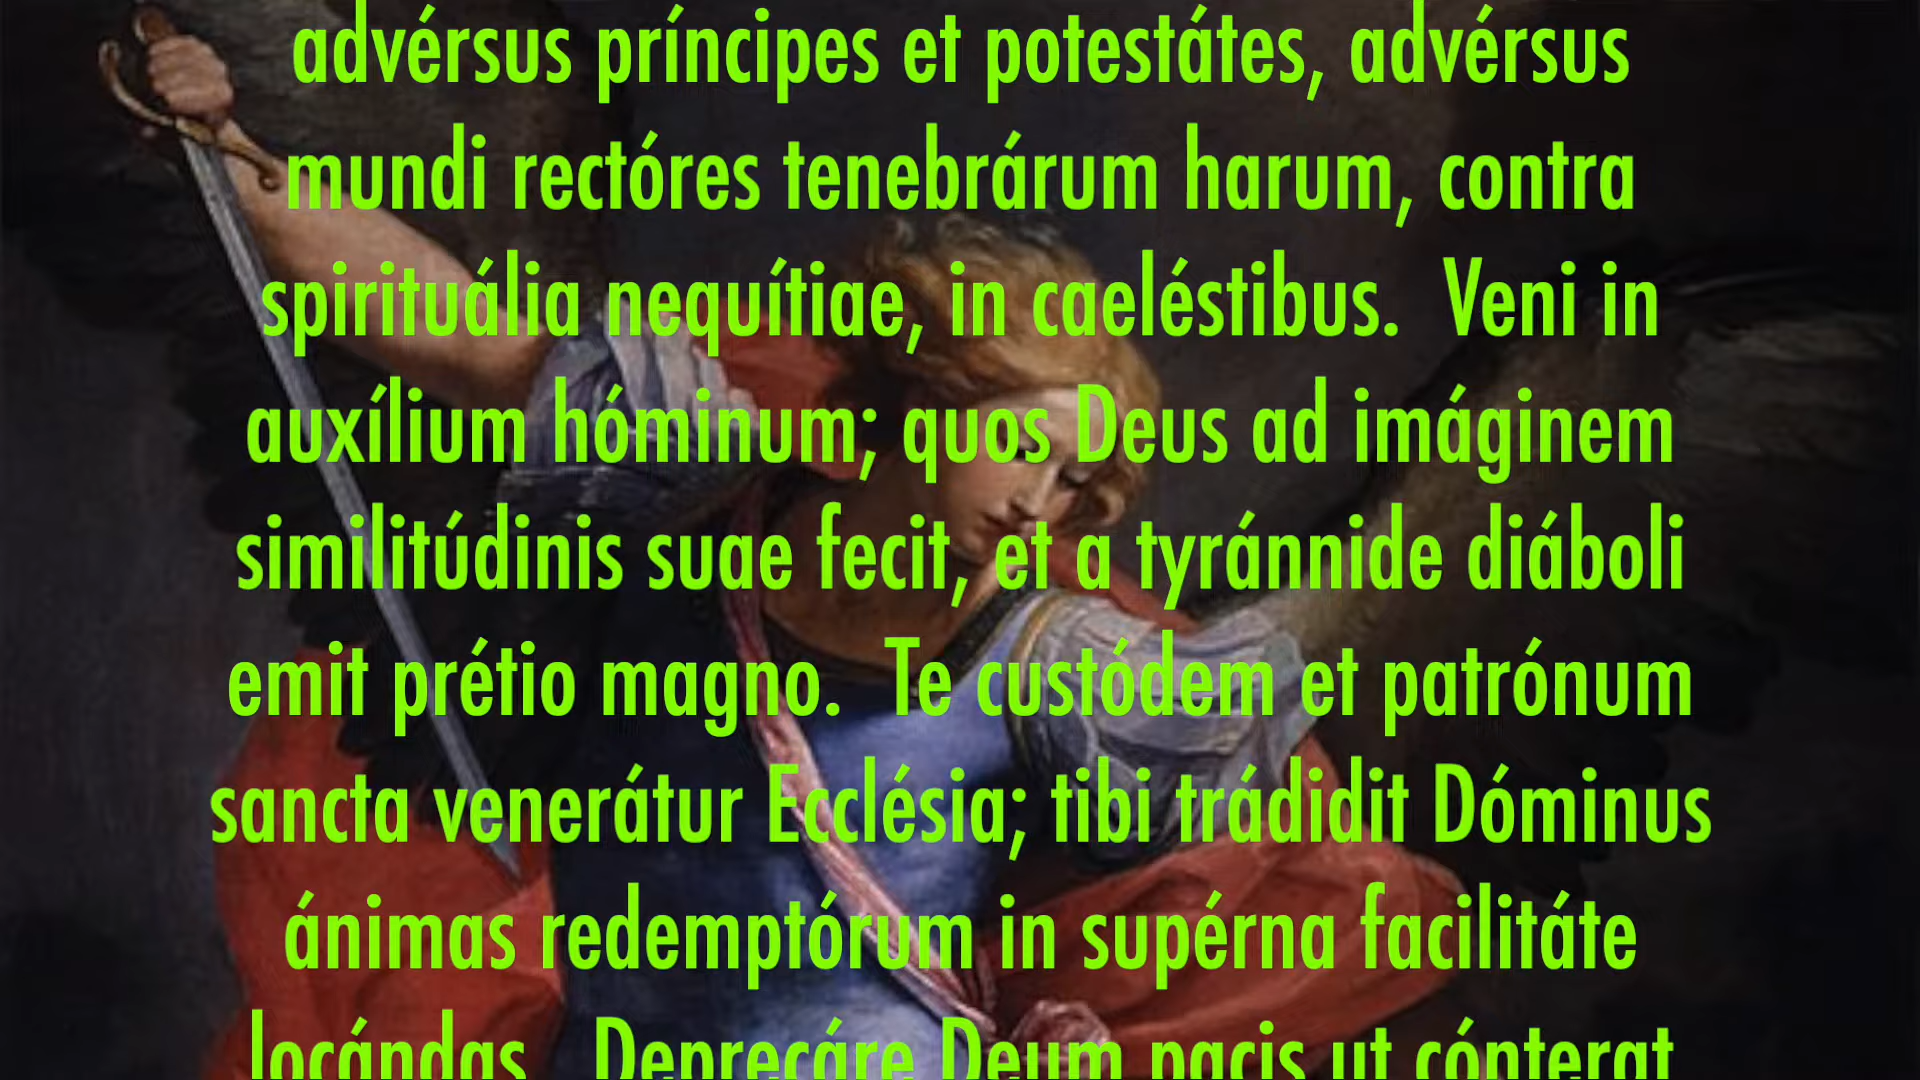 advérsus príncipes et potestátes, advérsus
mundi rectóres tenebrárum harum, contra
spirituália nequítiae, in caeléstibus. Veni in
auxílium hóminum; quos Deus ad imáginem
similitúdinis suae fecit, et a tyránnide diáboli
emit prétio magno. Te custódem et patrónum
sancta venerátur Ecclésia; tibi trádidit Dóminus
ánimas redemptórum in supérna facilitáte
locándas. Deprecáre Deum pacis ut cónterat